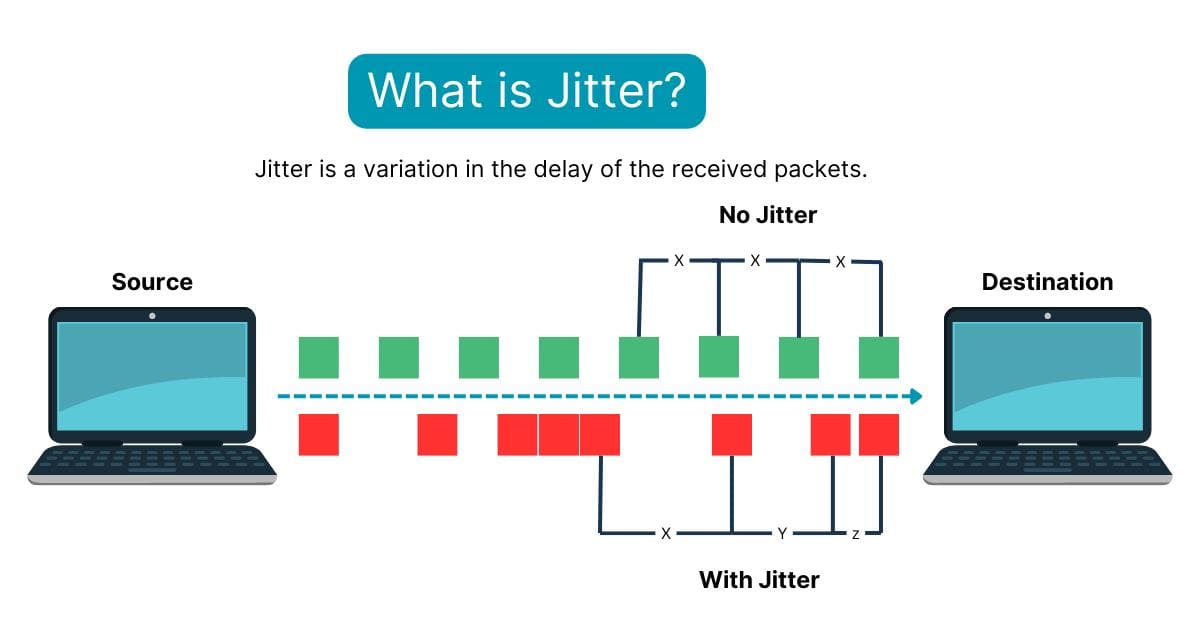 What is Jitter?
Jitter is a variation in the delay of the received packets.
No Jitter
X X X
Source
Destination
X Y z
With Jitter